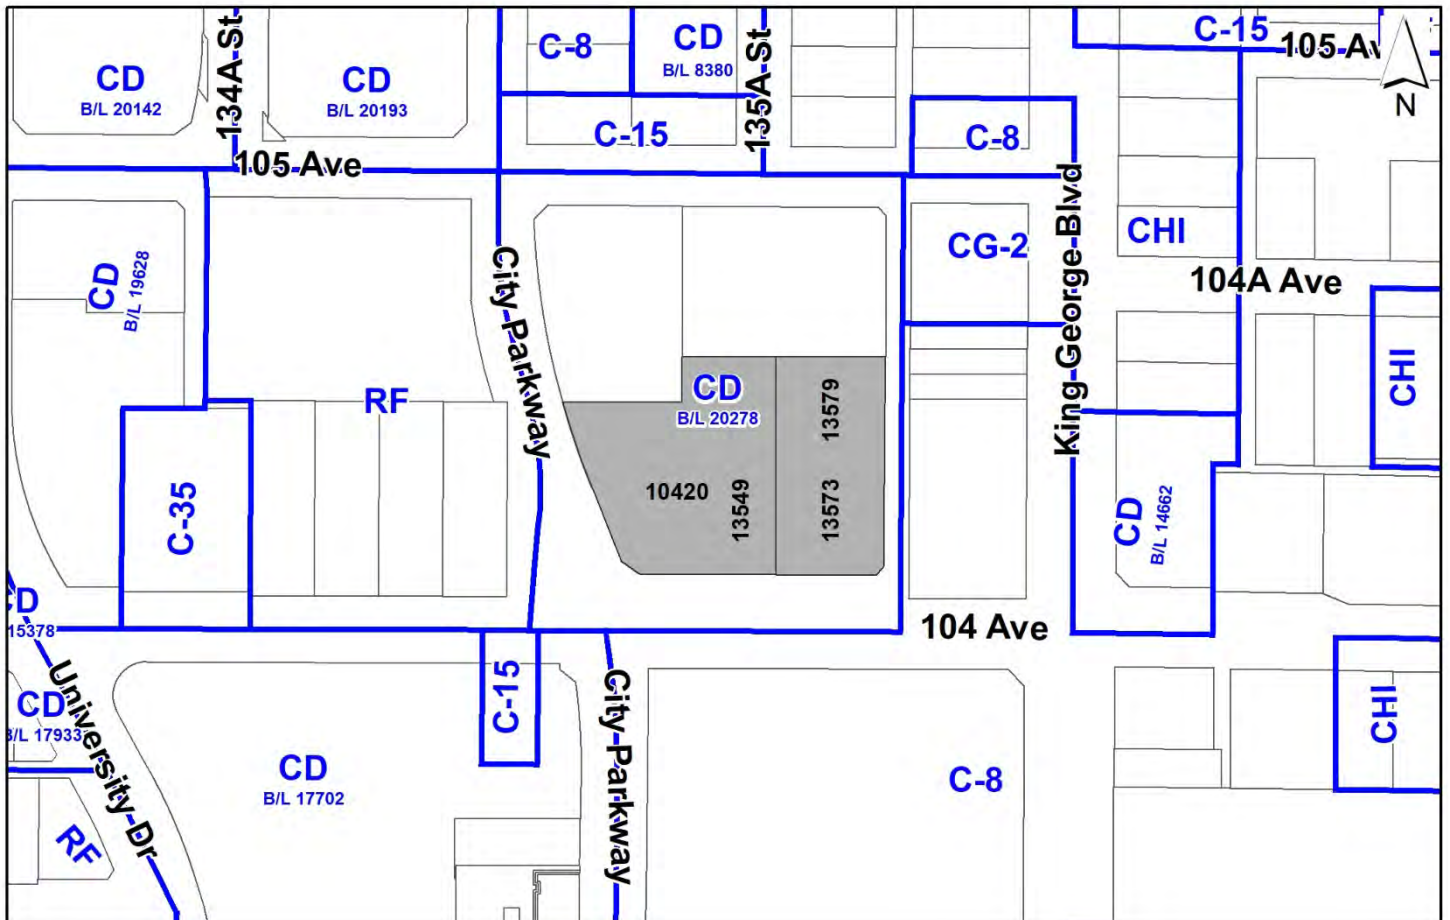 134A St
C-8
CD
B/L 8380
135A St
C-15
105 Av
N
CD
B/L 20142
CD
B/L 20193
C-15
C-8
105 Ave
CD
B/L 19628
City Parkway
CG-2
King George Blvd
CHI
104A Ave
RF
CD
B/L 20278
13579
CHI
C-35
10420
13549
13573
CD
B/L 14662
CD
15378
104 Ave
University Dr
CD
B/L 17933
C-15
City Parkway
CHI
CD
B/L 17702
C-8
RF